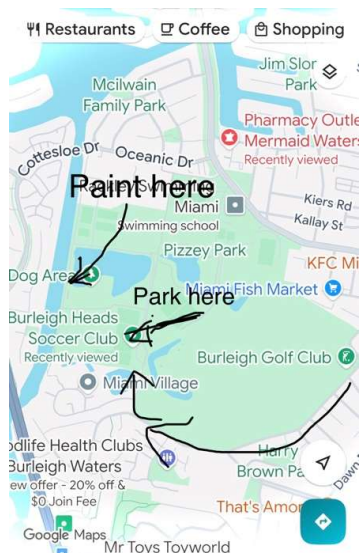 Restaurants
Coffee
Shopping
Jim
Park
Mcilwain
Family Park
Pharmacy Outle
Mermaid Waters
Recently viewed
Cottesloe Dr
Oceanic Dr
Paint here
Miami
Swimming school
Kiers Rd
Kallay St
Pizzey Park
KFC Mi
Dog Area
Park here
Miami Fish Market
Burleigh Heads
Soccer Club
Recently viewed
Burleigh Golf Club
Miami Village
odlife Health Clubs
Burleigh Waters
ew offer - 20% off &
$0 Join Fee
Harry
Brown Pa
Dawn
That's Amor
Google Maps
Mr Toys Toyworld